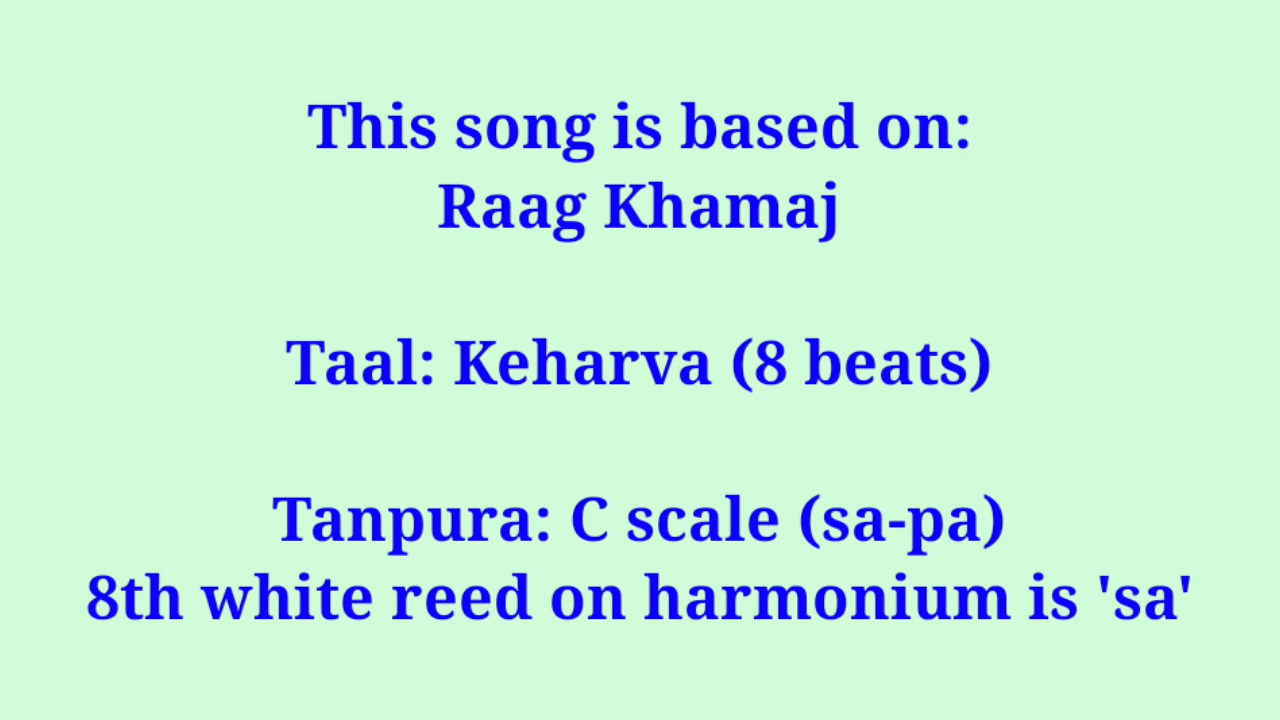 This song is based on:
Raag Khamaj
Taal: Keharva (8 beats)
Tanpura: C scale (sa-pa)
8th white reed on harmonium is 'sa'